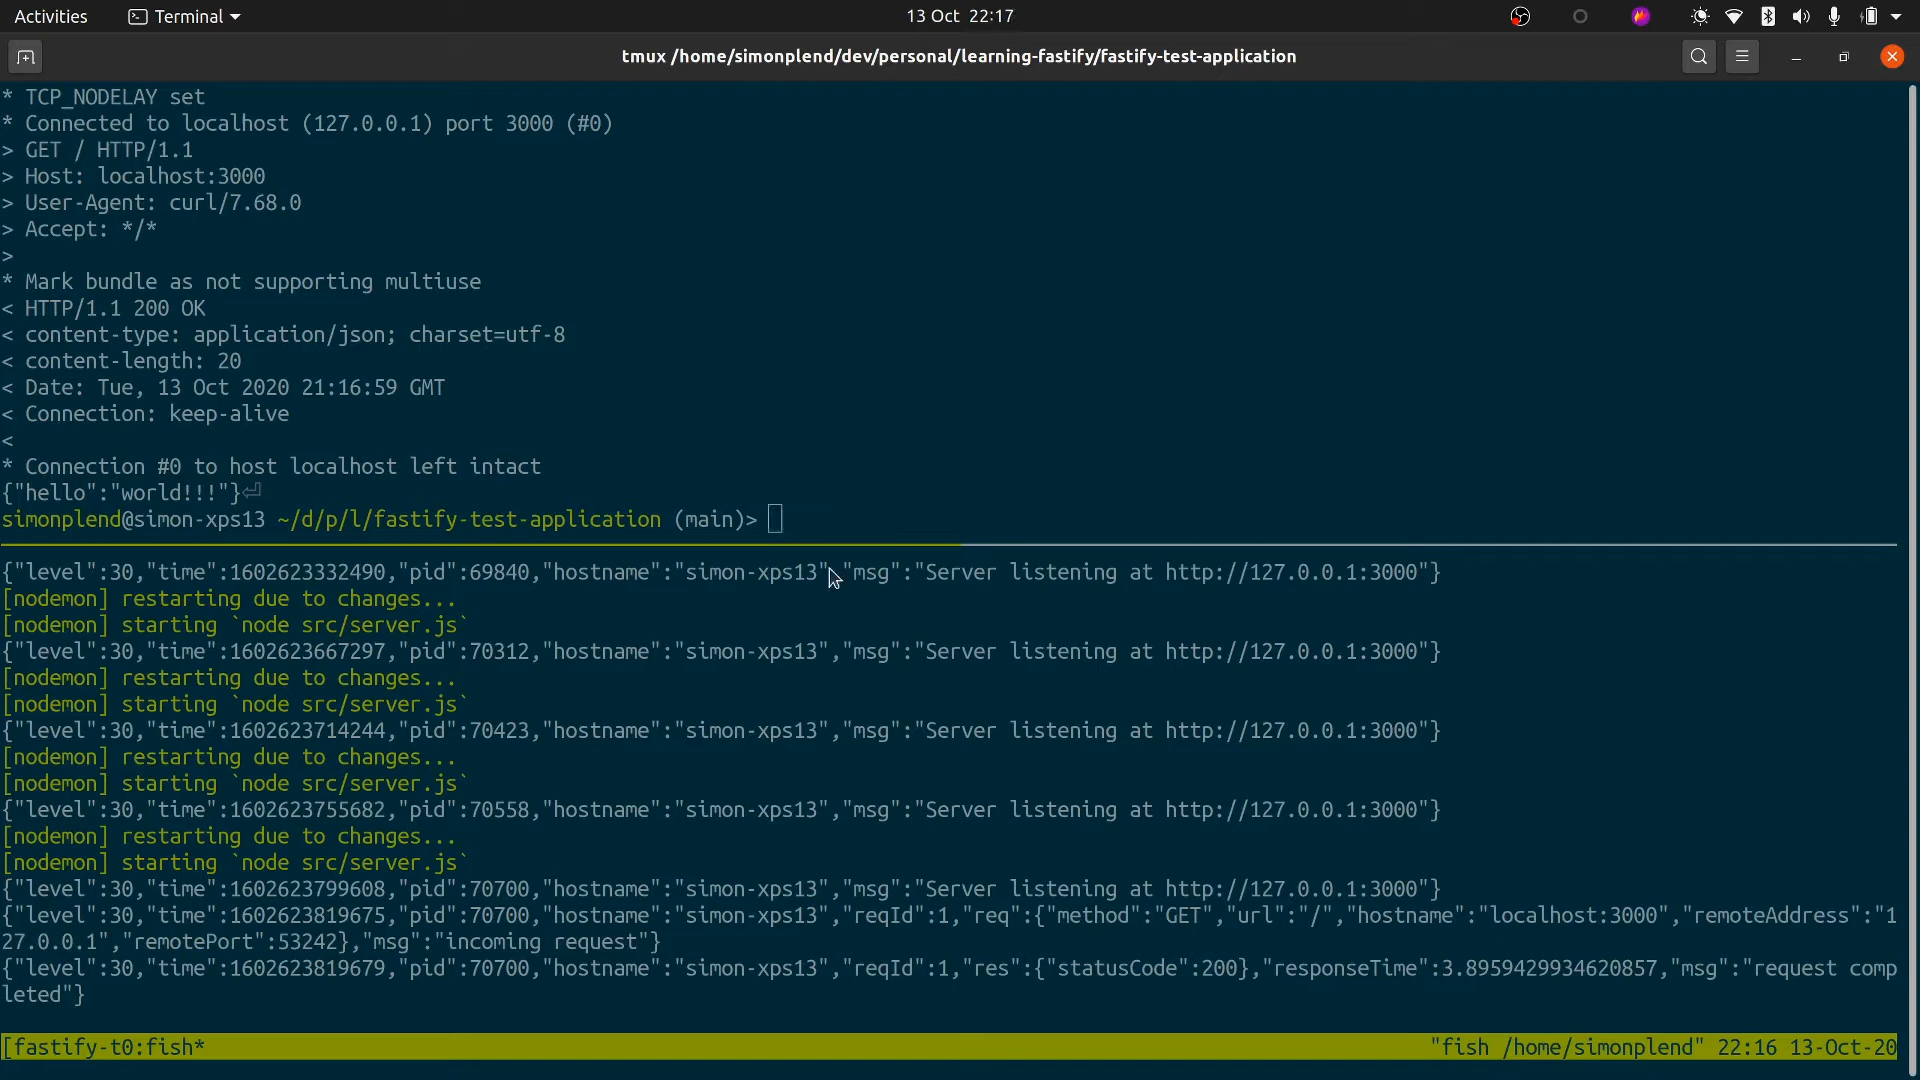 Activities Terminal 13 Oct 22:17
tmux /home/simonplend/dev/personal/learning-fastify/fastify-test-application
* TCP_NODELAY set
* Connected to localhost (127.0.0.1) port 3000 (#0)
> GET / HTTP/1.1
> Host: localhost:3000
> User-Agent: curl/7.68.0
> Accept: */*
>
* Mark bundle as not supporting multiuse
< HTTP/1.1 200 OK
< content-type: application/json; charset=utf-8
< content-length: 20
< Date: Tue, 13 Oct 2020 21:16:59 GMT
< Connection: keep-alive
<
* Connection #0 to host localhost left intact
{"hello":"world!!!"}⏎
simonplend@simon-xps13 ~/d/p/l/fastify-test-application (main)>
{"level":30,"time":1602623332490,"pid":69840,"hostname":"simon-xps13","msg":"Server listening at http://127.0.0.1:3000"}
[nodemon] restarting due to changes...
[nodemon] starting `node src/server.js`
{"level":30,"time":1602623667297,"pid":70312,"hostname":"simon-xps13","msg":"Server listening at http://127.0.0.1:3000"}
[nodemon] restarting due to changes...
[nodemon] starting `node src/server.js`
{"level":30,"time":1602623714244,"pid":70423,"hostname":"simon-xps13","msg":"Server listening at http://127.0.0.1:3000"}
[nodemon] restarting due to changes...
[nodemon] starting `node src/server.js`
{"level":30,"time":1602623755682,"pid":70558,"hostname":"simon-xps13","msg":"Server listening at http://127.0.0.1:3000"}
[nodemon] restarting due to changes...
[nodemon] starting `node src/server.js`
{"level":30,"time":1602623799608,"pid":70700,"hostname":"simon-xps13","msg":"Server listening at http://127.0.0.1:3000"}
{"level":30,"time":1602623819675,"pid":70700,"hostname":"simon-xps13","reqId":1,"req":{"method":"GET","url":"/","hostname":"localhost:3000","remoteAddress":"1
27.0.0.1","remotePort":53242},"msg":"incoming request"}
{"level":30,"time":1602623819679,"pid":70700,"hostname":"simon-xps13","reqId":1,"res":{"statusCode":200},"responseTime":3.8959429934620857,"msg":"request comp
leted"}
[fastify-t0:fish* "fish /home/simonplend" 22:16 13-Oct-20